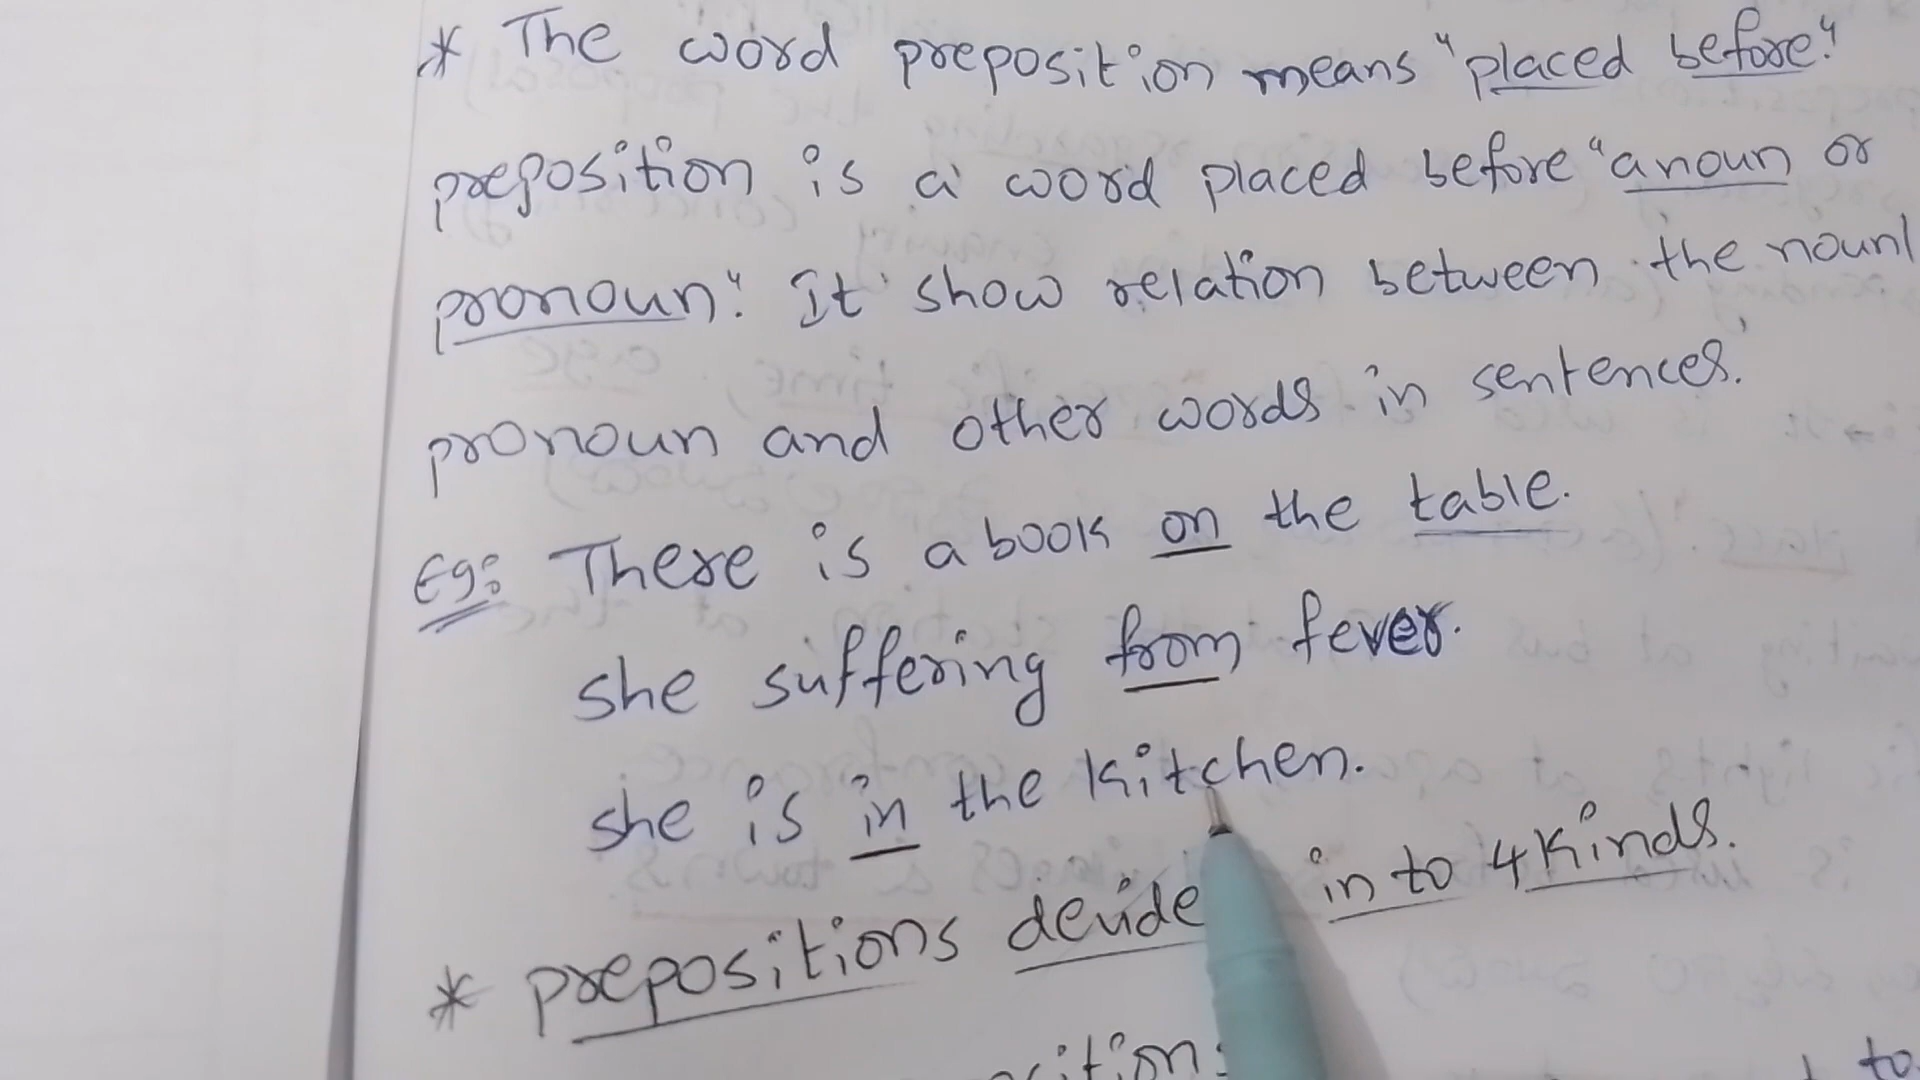 * The word preposition means "placed before"
preposition is a word placed before "a noun or
pronoun". It show relation between the noun/
pronoun and other words in sentences.
Eg: There is a book on the table.
she suffering from fever.
she is in the kitchen.
* prepositions devide in to 4 kinds.
to